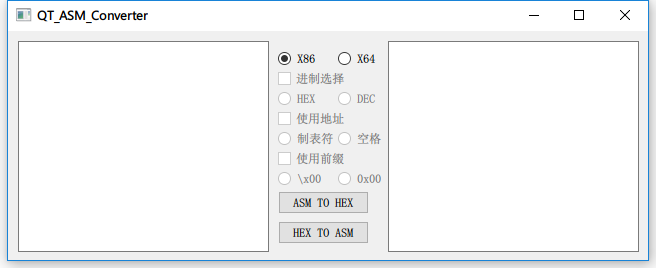 QT_ASM_Converter
X86 X64
进制选择
HEX DEC
使用地址
制表符 空格
使用前缀
\x00 0x00
ASM TO HEX
HEX TO ASM